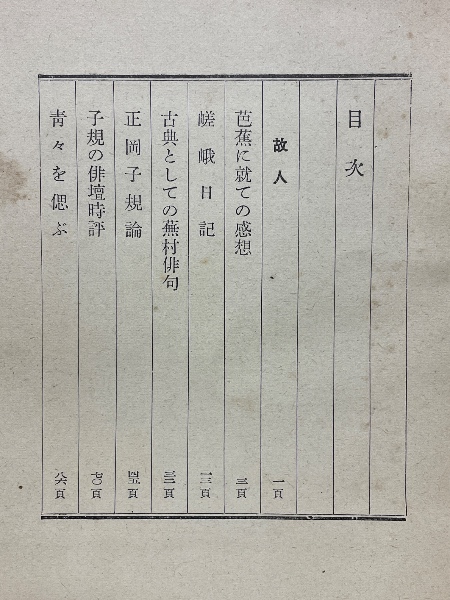 目次
故人 一頁
芭蕉に就ての感想 三頁
嵯峨日記 一三頁
古典としての蕪村俳句 三二頁
正岡子規論 四五頁
子規の俳壇時評 七〇頁
青々を偲ぶ 八六頁